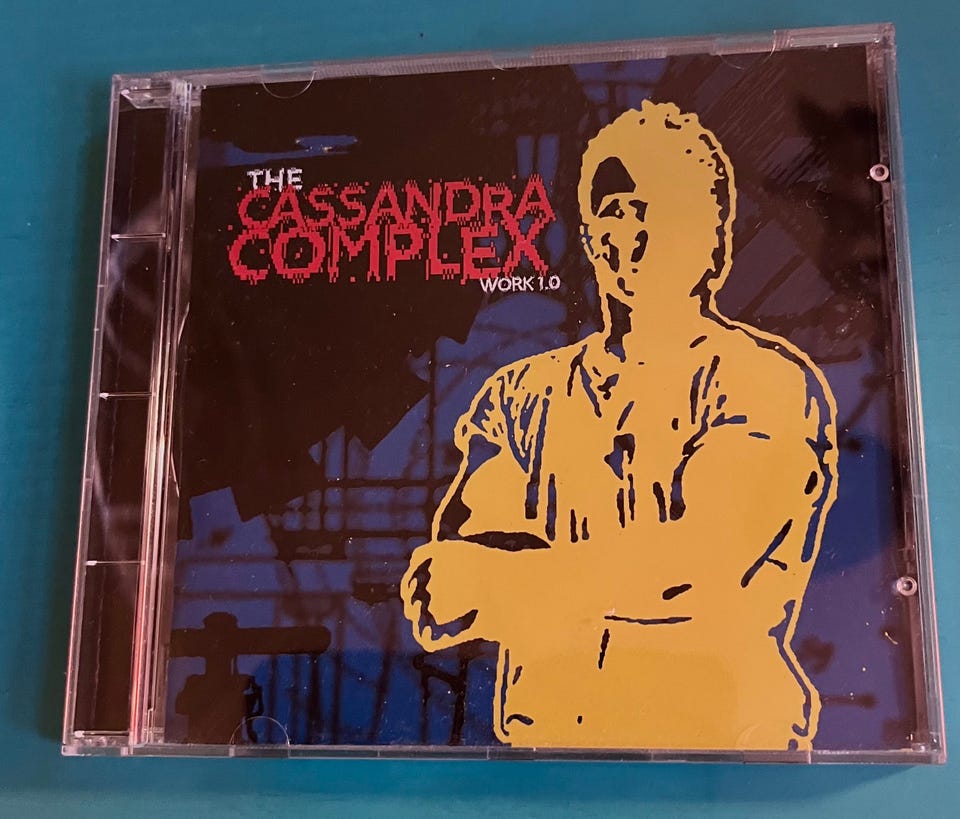 THE
CASSANDRA
COMPLEX
WORK 1.0